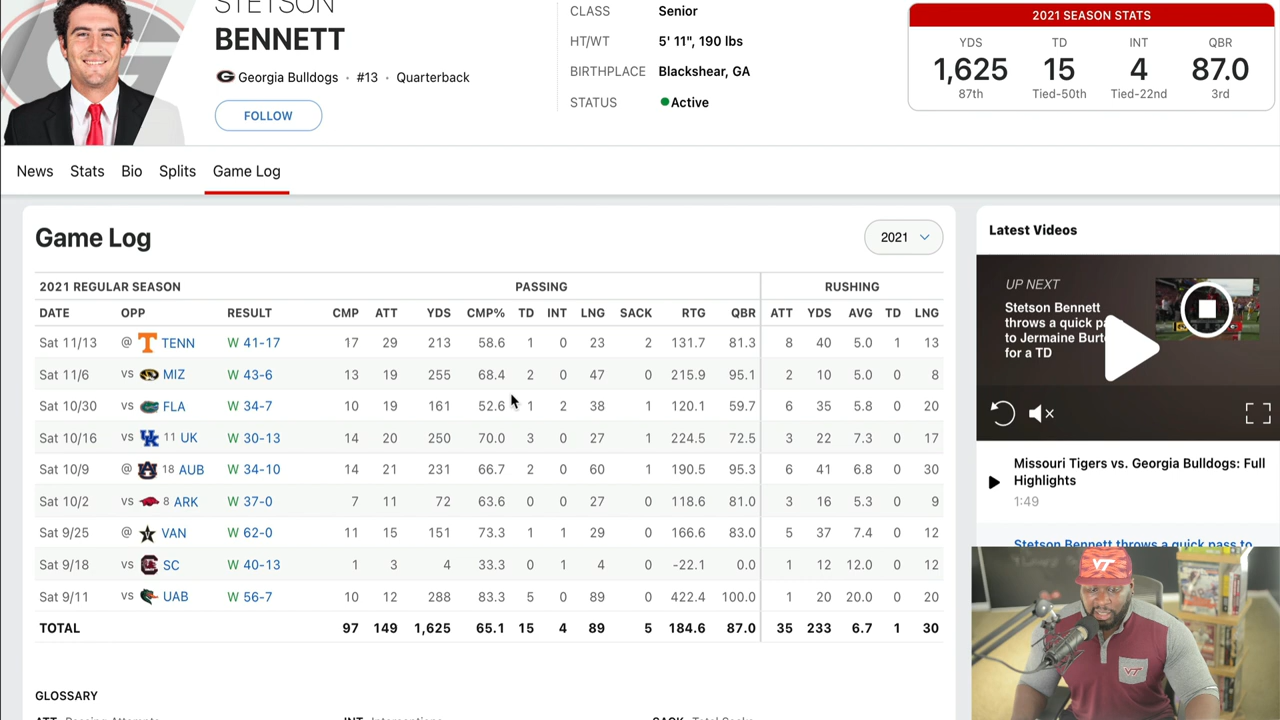 STETSON
BENNETT
Georgia Bulldogs · #13 · Quarterback
FOLLOW
CLASS Senior
HT/WT 5' 11", 190 lbs
BIRTHPLACE Blackshear, GA
STATUS Active
2021 SEASON STATS
YDS TD INT QBR
1,625 15 4 87.0
87th Tied-50th Tied-22nd 3rd
News Stats Bio Splits Game Log
Game Log
2021
2021 REGULAR SEASON PASSING RUSHING
DATE OPP RESULT CMP ATT YDS CMP% TD INT LNG SACK RTG QBR ATT YDS AVG TD LNG
Sat 11/13 @ TENN W 41-17 17 29 213 58.6 1 0 23 2 131.7 81.3 8 40 5.0 1 13
Sat 11/6 vs MIZ W 43-6 13 19 255 68.4 2 0 47 0 215.9 95.1 2 10 5.0 0 8
Sat 10/30 vs FLA W 34-7 10 19 161 52.6 1 2 38 1 120.1 59.7 6 35 5.8 0 20
Sat 10/16 vs 11 UK W 30-13 14 20 250 70.0 3 0 27 1 224.5 72.5 3 22 7.3 0 17
Sat 10/9 @ 18 AUB W 34-10 14 21 231 66.7 2 0 60 1 190.5 95.3 6 41 6.8 0 30
Sat 10/2 vs 8 ARK W 37-0 7 11 72 63.6 0 0 27 0 118.6 81.0 3 16 5.3 0 9
Sat 9/25 @ VAN W 62-0 11 15 151 73.3 1 1 29 0 166.6 83.0 5 37 7.4 0 12
Sat 9/18 vs SC W 40-13 1 3 4 33.3 0 1 4 0 -22.1 0.0 1 12 12.0 0 12
Sat 9/11 vs UAB W 56-7 10 12 288 83.3 5 0 89 0 422.4 100.0 1 20 20.0 0 20
TOTAL 97 149 1,625 65.1 15 4 89 5 184.6 87.0 35 233 6.7 1 30
GLOSSARY
ATT Passing Attempts INT Interceptions SACK Total Sacks
Latest Videos
UP NEXT
Stetson Bennett
throws a quick pa
to Jermaine Burt
for a TD
Missouri Tigers vs. Georgia Bulldogs: Full
Highlights
1:49
Stetson Bennett throws a quick pass to
VT
VT